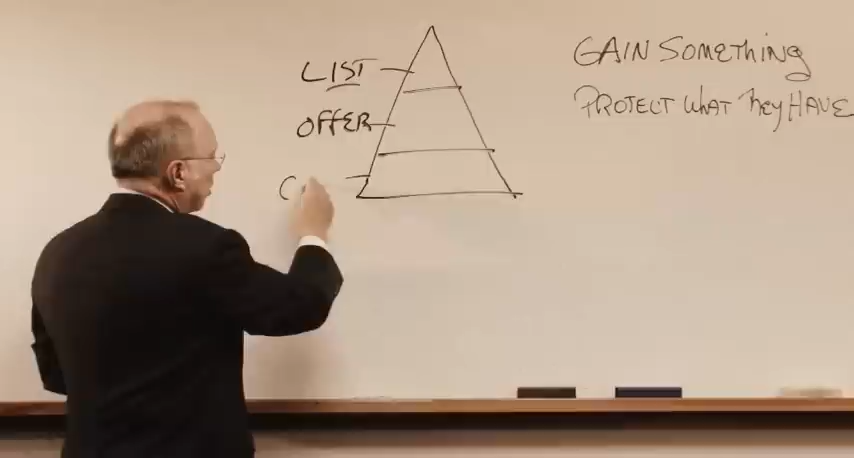 LIST
OFFER
C
GAIN SOMETHING
PROTECT WHAT THEY HAVE